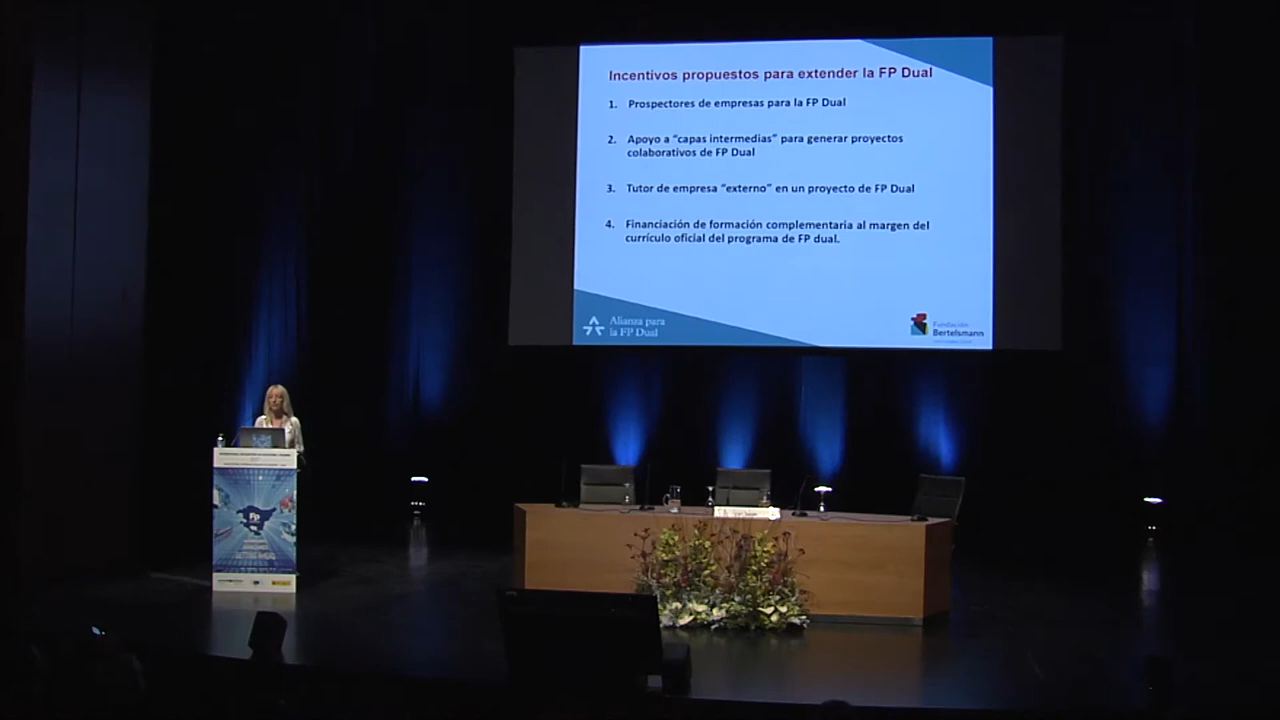 Incentivos propuestos para extender la FP Dual
1. Prospectores de empresas para la FP Dual
2. Apoyo a “capas intermedias” para generar proyectos
colaborativos de FP Dual
3. Tutor de empresa “externo” en un proyecto de FP Dual
4. Financiación de formación complementaria al margen del
currículo oficial del programa de FP dual.
Alianza para
la FP Dual
Fundación
Bertelsmann
FP